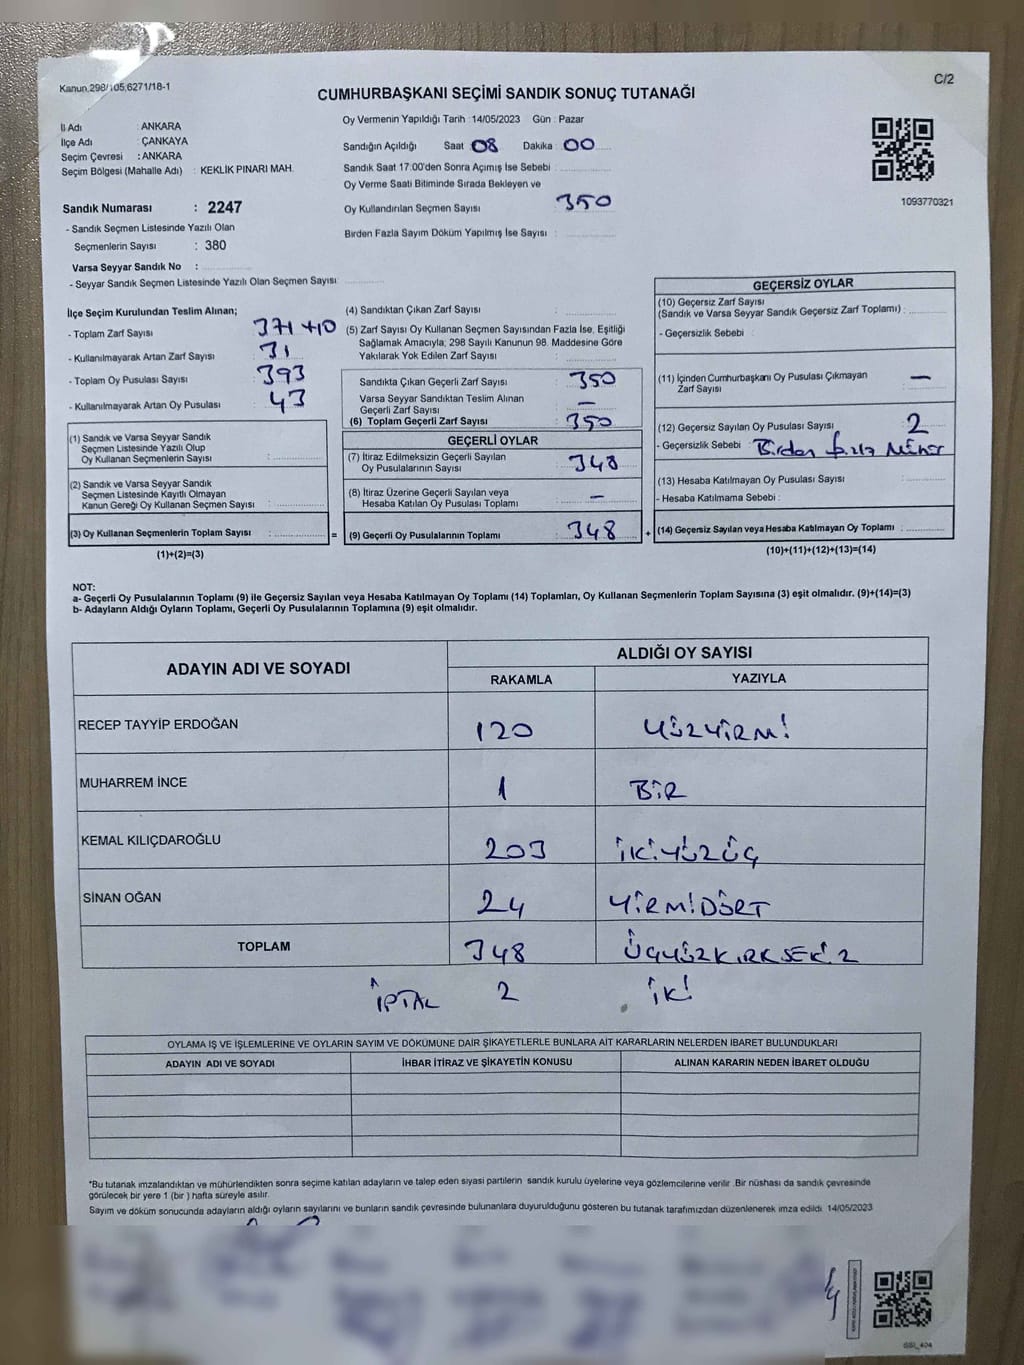 Kanun,298/105;6271/18-1
C/2
CUMHURBAŞKANI SEÇİMİ SANDIK SONUÇ TUTANAĞI
İl Adı : ANKARA
İlçe Adı : ÇANKAYA
Seçim Çevresi : ANKARA
Seçim Bölgesi (Mahalle Adı) : KEKLİK PINARI MAH.
Oy Vermenin Yapıldığı Tarih : 14/05/2023 Gün : Pazar
Sandığın Açıldığı Saat 08 Dakika : 00
Sandık Saat 17:00'den Sonra Açımış İse Sebebi :
Oy Verme Saati Bitiminde Sırada Bekleyen ve
Oy Kullandırılan Seçmen Sayısı : 350
Birden Fazla Sayım Döküm Yapılmış İse Sayısı :
1093770321
Sandık Numarası : 2247
- Sandık Seçmen Listesinde Yazılı Olan
Seçmenlerin Sayısı : 380
Varsa Seyyar Sandık No :
- Seyyar Sandık Seçmen Listesinde Yazılı Olan Seçmen Sayısı :
İlçe Seçim Kurulundan Teslim Alınan;
- Toplam Zarf Sayısı : 371+10
- Kullanılmayarak Artan Zarf Sayısı : 31
- Toplam Oy Pusulası Sayısı : 393
- Kullanılmayarak Artan Oy Pusulası : 43
(1) Sandık ve Varsa Seyyar Sandık
Seçmen Listesinde Yazılı Olup
Oy Kullanan Seçmenlerin Sayısı :
(2) Sandık ve Varsa Seyyar Sandık
Seçmen Listesinde Kayıtlı Olmayan
Kanun Gereği Oy Kullanan Seçmen Sayısı :
(3) Oy Kullanan Seçmenlerin Toplam Sayısı : =
(1)+(2)=(3)
(4) Sandıktan Çıkan Zarf Sayısı :
(5) Zarf Sayısı Oy Kullanan Seçmen Sayısından Fazla İse, Eşitliği
Sağlamak Amacıyla; 298 Sayılı Kanunun 98. Maddesine Göre
Yakılarak Yok Edilen Zarf Sayısı :
Sandıkta Çıkan Geçerli Zarf Sayısı : 350
Varsa Seyyar Sandıktan Teslim Alınan
Geçerli Zarf Sayısı : –
(6) Toplam Geçerli Zarf Sayısı : 350
GEÇERLİ OYLAR
(7) İtiraz Edilmeksizin Geçerli Sayılan
Oy Pusulalarının Sayısı : 348
(8) İtiraz Üzerine Geçerli Sayılan veya
Hesaba Katılan Oy Pusulası Toplamı : –
(9) Geçerli Oy Pusulalarının Toplamı : 348 +
GEÇERSİZ OYLAR
(10) Geçersiz Zarf Sayısı
(Sandık ve Varsa Seyyar Sandık Geçersiz Zarf Toplamı) :
- Geçersizlik Sebebi :
(11) İçinden Cumhurbaşkanı Oy Pusulası Çıkmayan
Zarf Sayısı : –
(12) Geçersiz Sayılan Oy Pusulası Sayısı : 2
- Geçersizlik Sebebi : Birden fazla Mühür
(13) Hesaba Katılmayan Oy Pusulası Sayısı :
- Hesaba Katılmama Sebebi :
(14) Geçersiz Sayılan veya Hesaba Katılmayan Oy Toplamı :
(10)+(11)+(12)+(13)=(14)
NOT:
a- Geçerli Oy Pusulalarının Toplamı (9) ile Geçersiz Sayılan veya Hesaba Katılmayan Oy Toplamı (14) Toplamları, Oy Kullanan Seçmenlerin Toplam Sayısına (3) eşit olmalıdır. (9)+(14)=(3)
b- Adayların Aldığı Oyların Toplamı, Geçerli Oy Pusulalarının Toplamına (9) eşit olmalıdır.
ADAYIN ADI VE SOYADI
ALDIĞI OY SAYISI
RAKAMLA YAZIYLA
RECEP TAYYİP ERDOĞAN 120 YÜZYİRMİ
MUHARREM İNCE 1 BİR
KEMAL KILIÇDAROĞLU 203 İKİYÜZÜÇ
SİNAN OĞAN 24 YİRMİDÖRT
TOPLAM 348 ÜÇYÜZKIRKSEKİZ
İPTAL 2 İKİ
OYLAMA İŞ VE İŞLEMLERİNE VE OYLARIN SAYIM VE DÖKÜMÜNE DAİR ŞİKAYETLERLE BUNLARA AİT KARARLARIN NELERDEN İBARET BULUNDUKLARI
ADAYIN ADI VE SOYADI İHBAR İTİRAZ VE ŞİKAYETİN KONUSU ALINAN KARARIN NEDEN İBARET OLDUĞU
*Bu tutanak imzalandıktan ve mühürlendikten sonra seçime katılan adayların ve talep eden siyasi partilerin sandık kurulu üyelerine veya gözlemcilerine verilir .Bir nüshası da sandık çevresinde
görülecek bir yere 1 (bir ) hafta süreyle asılır.
Sayım ve döküm sonucunda adayların aldığı oyların sayılarını ve bunların sandık çevresinde bulunanlara duyurulduğunu gösteren bu tutanak tarafımızdan düzenlenerek imza edildi. 14/05/2023